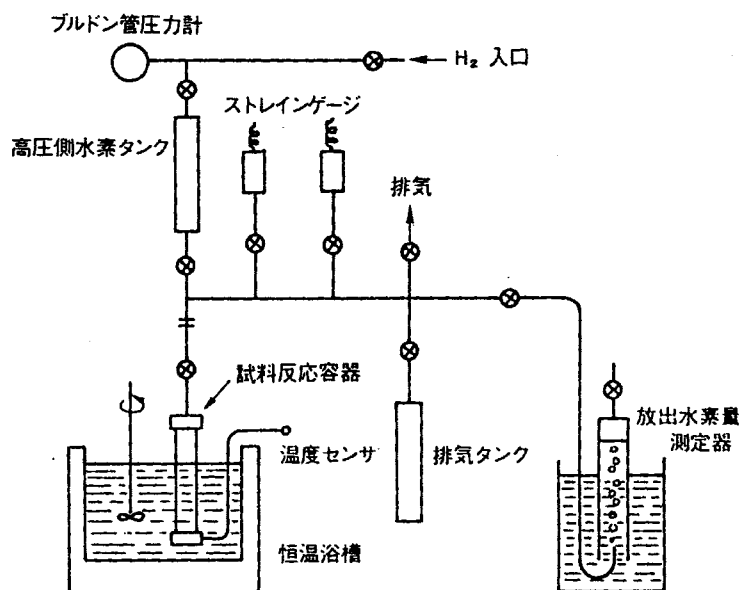 ブルドン管圧力計
H₂ 入口
ストレインゲージ
高圧側水素タンク
排気
試料反応容器
放出水素量
測定器
温度センサ
排気タンク
恒温浴槽